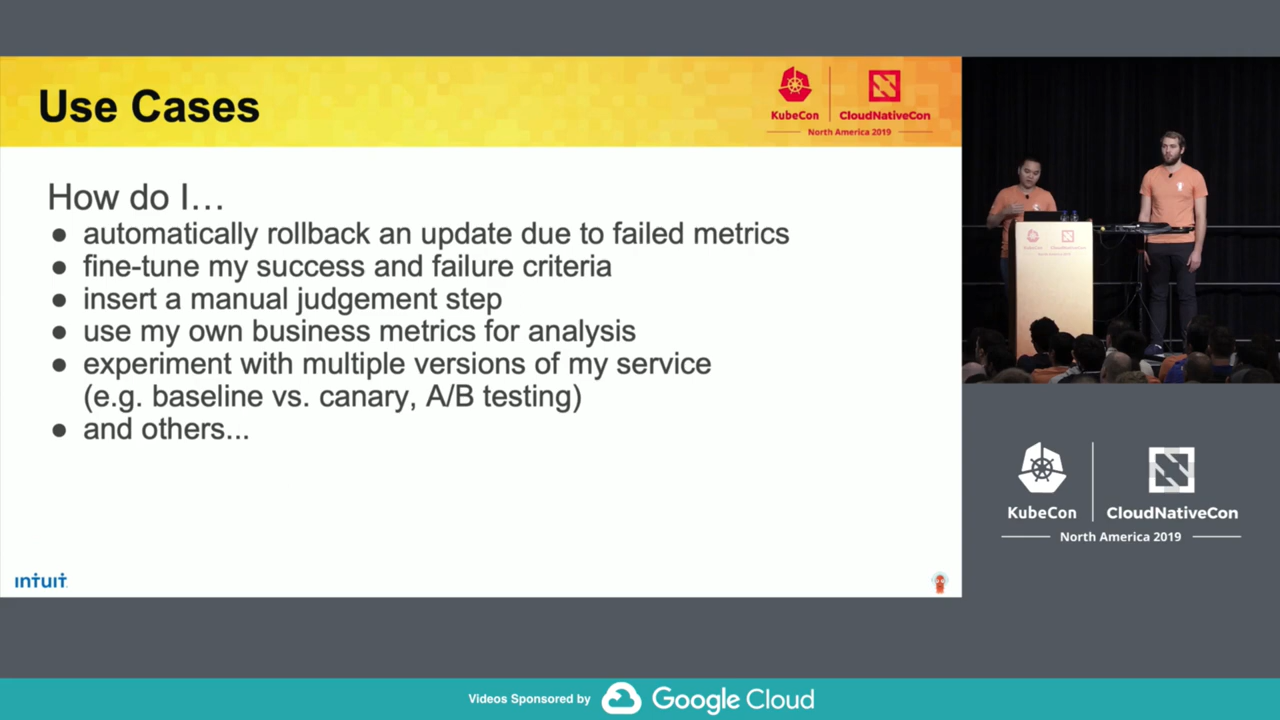 Use Cases
KubeCon
CloudNativeCon
North America 2019
How do I…
● automatically rollback an update due to failed metrics
● fine-tune my success and failure criteria
● insert a manual judgement step
● use my own business metrics for analysis
● experiment with multiple versions of my service
(e.g. baseline vs. canary, A/B testing)
● and others...
INTUIT
KubeCon
CloudNativeCon
North America 2019
Videos Sponsored by
Google Cloud